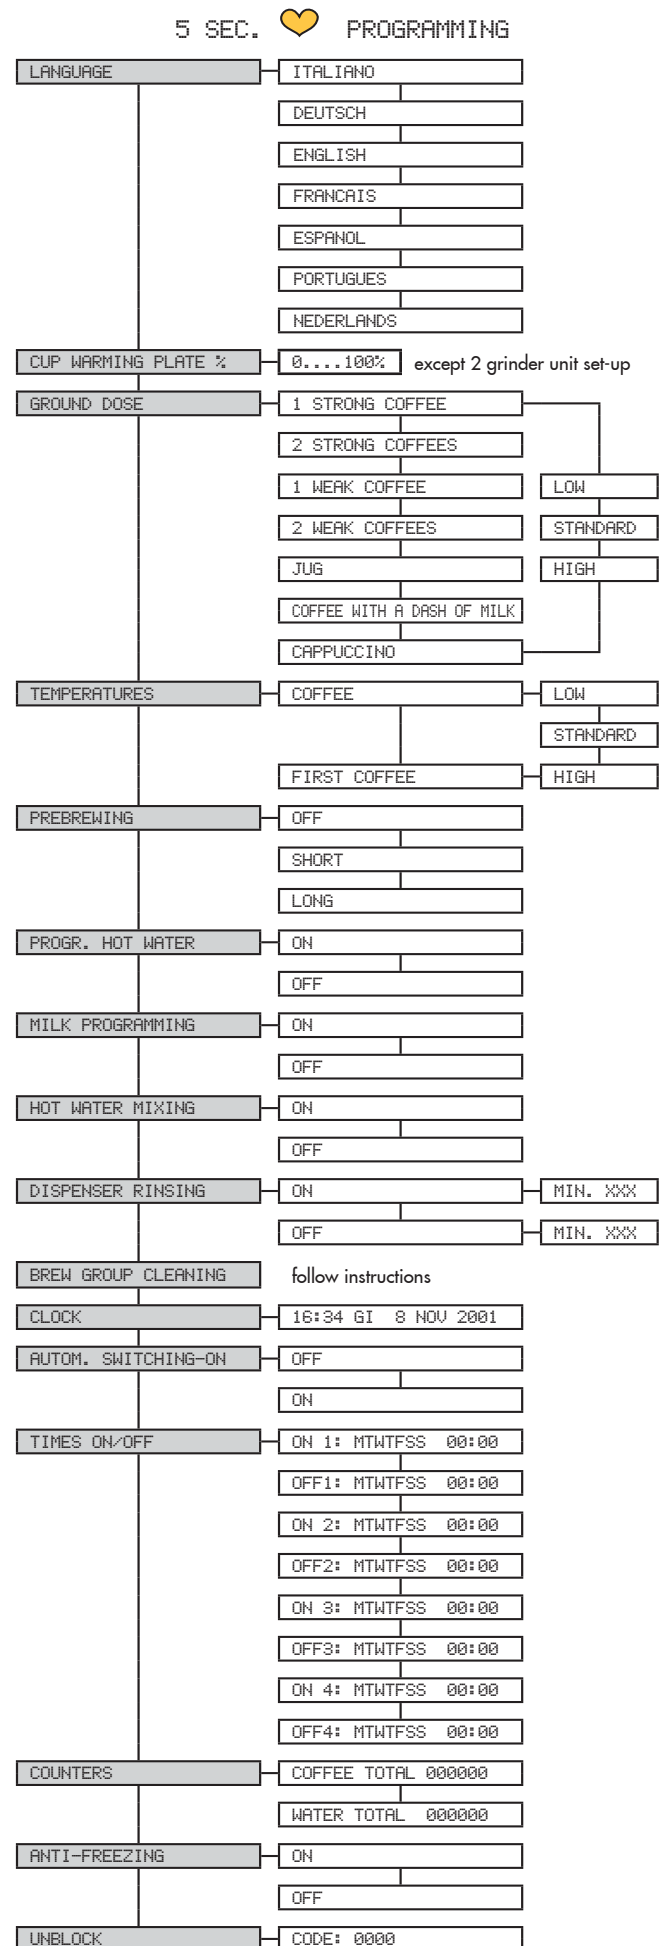 5 SEC. PROGRAMMING
LANGUAGE ITALIANO
DEUTSCH
ENGLISH
FRANCAIS
ESPANOL
PORTUGUES
NEDERLANDS
CUP WARMING PLATE % 0....100% except 2 grinder unit set-up
GROUND DOSE 1 STRONG COFFEE
2 STRONG COFFEES
1 WEAK COFFEE LOW
2 WEAK COFFEES STANDARD
JUG HIGH
COFFEE WITH A DASH OF MILK
CAPPUCCINO
TEMPERATURES COFFEE LOW
STANDARD
FIRST COFFEE HIGH
PREBREWING OFF
SHORT
LONG
PROGR. HOT WATER ON
OFF
MILK PROGRAMMING ON
OFF
HOT WATER MIXING ON
OFF
DISPENSER RINSING ON MIN. XXX
OFF MIN. XXX
BREW GROUP CLEANING follow instructions
CLOCK 16:34 GI 8 NOV 2001
AUTOM. SWITCHING-ON OFF
ON
TIMES ON/OFF ON 1: MTWTFSS 00:00
OFF1: MTWTFSS 00:00
ON 2: MTWTFSS 00:00
OFF2: MTWTFSS 00:00
ON 3: MTWTFSS 00:00
OFF3: MTWTFSS 00:00
ON 4: MTWTFSS 00:00
OFF4: MTWTFSS 00:00
COUNTERS COFFEE TOTAL 000000
WATER TOTAL 000000
ANTI-FREEZING ON
OFF
UNBLOCK CODE: 0000